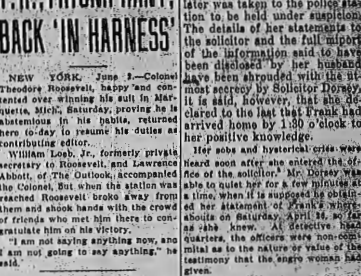 BACK 'IN HARNESS'
NEW YORK, June 2.—Colonel
Theodore Roosevelt, happy and con-
tented over winning his suit in Mar-
quette, Mich., Saturday, proving he is
abstemious in his habits, returned
here to-day to resume his duties as
contributing editor.
William Loeb, Jr., formerly private
secretary to Roosevelt, and Lawrence
Abbott, of The Outlook, accompanied
the Colonel. But when the station was
reached Roosevelt broke away from
them and shook hands with the crowd
of friends who met him there to con-
gratulate him on his victory.
"I am not saying anything now, and
I am not going to say anything," he
said.
later was taken to the police sta-
tion to be held under suspicion.
The details of her statements to
the solicitor and the full import
of the information said to have
been disclosed by her husband
have been shrouded with the ut-
most secrecy by Solicitor Dorsey,
it is said, however, that she de-
clared to the last that Frank had
arrived home by 1:30 o'clock to
her positive knowledge.
Her sobs and hysterical cries were
heard soon after she entered the of-
fice of the solicitor. Mr. Dorsey was
able to quiet her for a few minutes at
a time, when it is supposed he obtain-
ed her statement of Frank's where-
abouts on Saturday, April 26, so far
as she knew. At detective head-
quarters, the officers were non-com-
mittal as to the nature of value of the
testimony that the negro woman had
given.